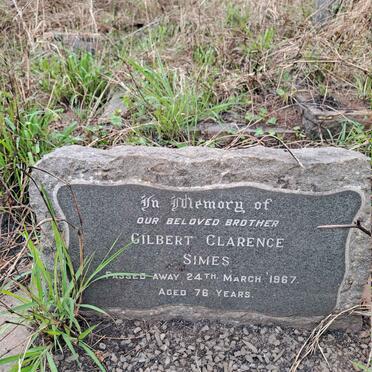 In Memory of
OUR BELOVED BROTHER
GILBERT CLARENCE
SIMES
PASSED AWAY 24TH. MARCH 1967.
AGED 76 YEARS.